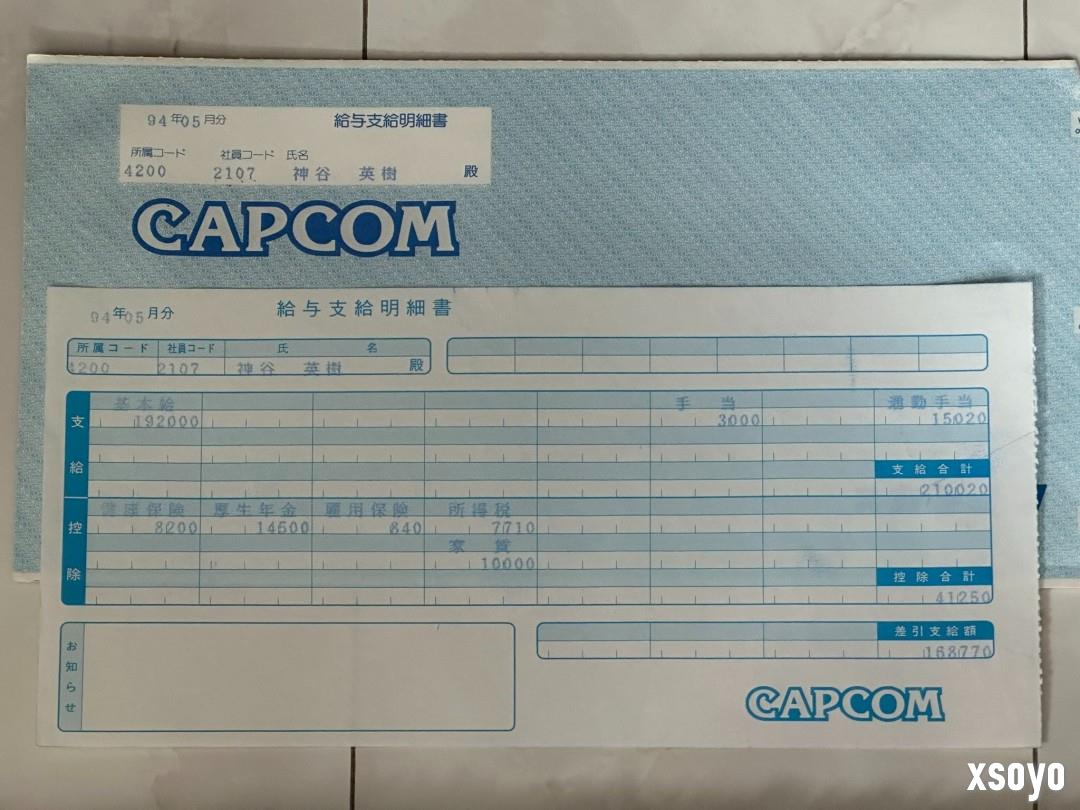 94年05月分 給与支給明細書
所属コード 社員コード 氏名
4200 2107 神谷 英樹 殿
CAPCOM
94年05月分 給与支給明細書
所属コード 社員コード 氏 名
4200 2107 神谷 英樹 殿
支給
基本給 手当 通勤手当
192000 3000 15020
支給合計
210020
控除
健康保険 厚生年金 雇用保険 所得税
8200 14500 840 7710
家賃
10000
控除合計
41250
お知らせ
差引支給額
168770
CAPCOM
xsoyo